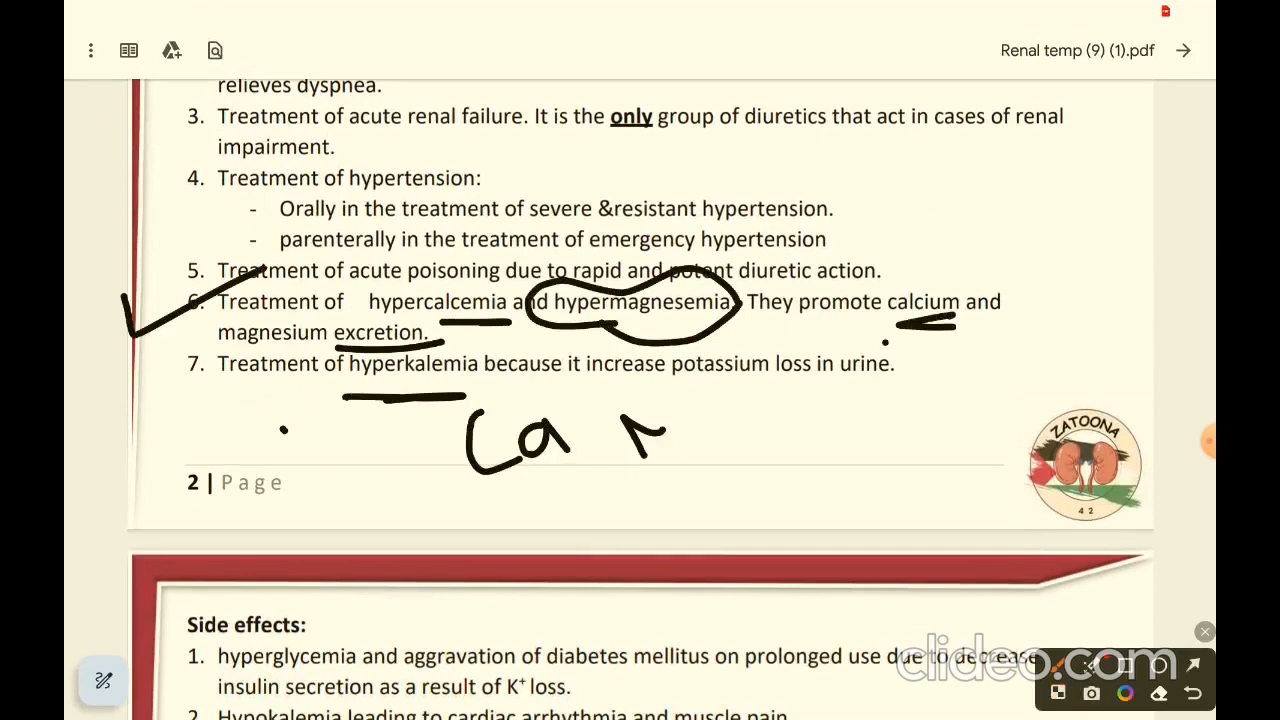 Renal temp (9) (1).pdf
relieves dyspnea.
3. Treatment of acute renal failure. It is the only group of diuretics that act in cases of renal
impairment.
4. Treatment of hypertension:
- Orally in the treatment of severe &resistant hypertension.
- parenterally in the treatment of emergency hypertension
5. Treatment of acute poisoning due to rapid and potent diuretic action.
6. Treatment of hypercalcemia and hypermagnesemia. They promote calcium and
magnesium excretion.
7. Treatment of hyperkalemia because it increase potassium loss in urine.
Ca
ZATOONA
42
2 | Page
Side effects:
1. hyperglycemia and aggravation of diabetes mellitus on prolonged use due to decrease
insulin secretion as a result of K+ loss.
2. Hypokalemia leading to cardiac arrhythmia and muscle pain
clideo.com